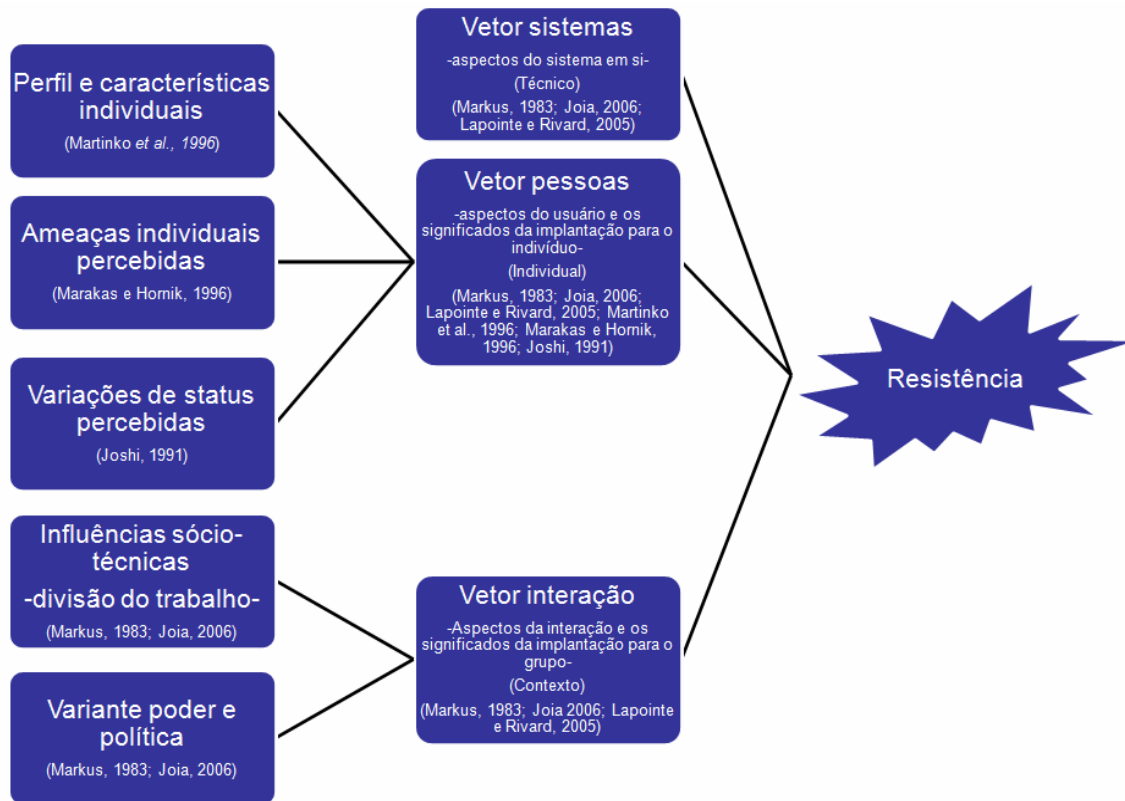 Perfil e características
individuais
(Martinko et al., 1996)
Ameaças individuais
percebidas
(Marakas e Hornik, 1996)
Variações de status
percebidas
(Joshi, 1991)
Influências sócio-
técnicas
-divisão do trabalho-
(Markus, 1983; Joia, 2006)
Variante poder e
política
(Markus, 1983; Joia, 2006)
Vetor sistemas
-aspectos do sistema em si-
(Técnico)
(Markus, 1983; Joia, 2006;
Lapointe e Rivard, 2005)
Vetor pessoas
-aspectos do usuário e os
significados da implantação para o
indivíduo-
(Individual)
(Markus, 1983; Joia, 2006;
Lapointe e Rivard, 2005; Martinko
et al., 1996; Marakas e Hornik,
1996; Joshi, 1991)
Vetor interação
-Aspectos da interação e os
significados da implantação para o
grupo-
(Contexto)
(Markus, 1983; Joia 2006; Lapointe
e Rivard, 2005)
Resistência